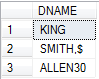 DNAME
1 KING
2 SMITH,$
3 ALLEN30